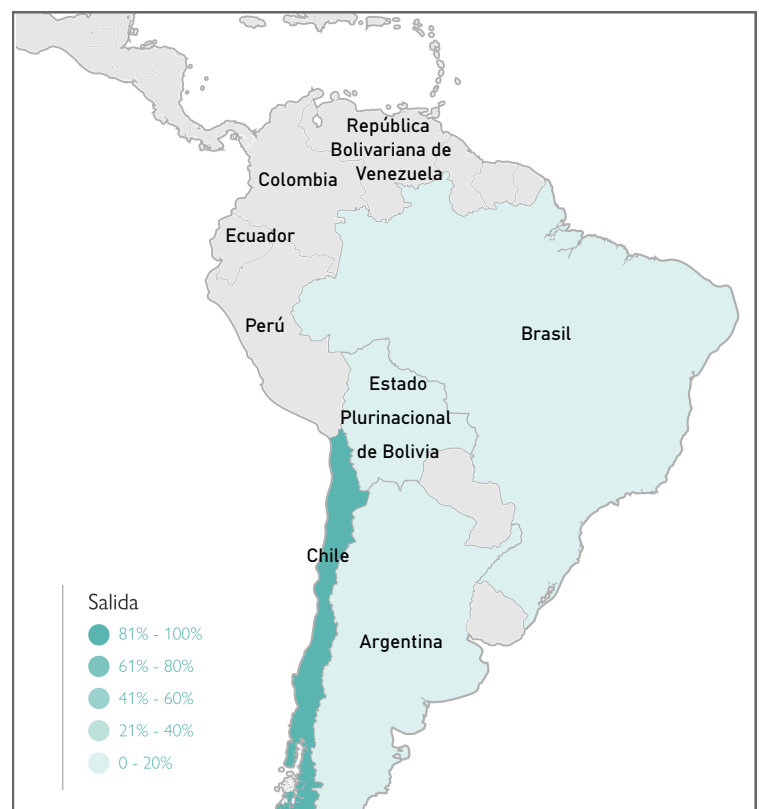 República
Bolivariana de
Venezuela
Colombia
Ecuador
Perú
Brasil
Estado
Plurinacional
de Bolivia
Chile
Argentina
Salida
81% - 100%
61% - 80%
41% - 60%
21% - 40%
0 - 20%